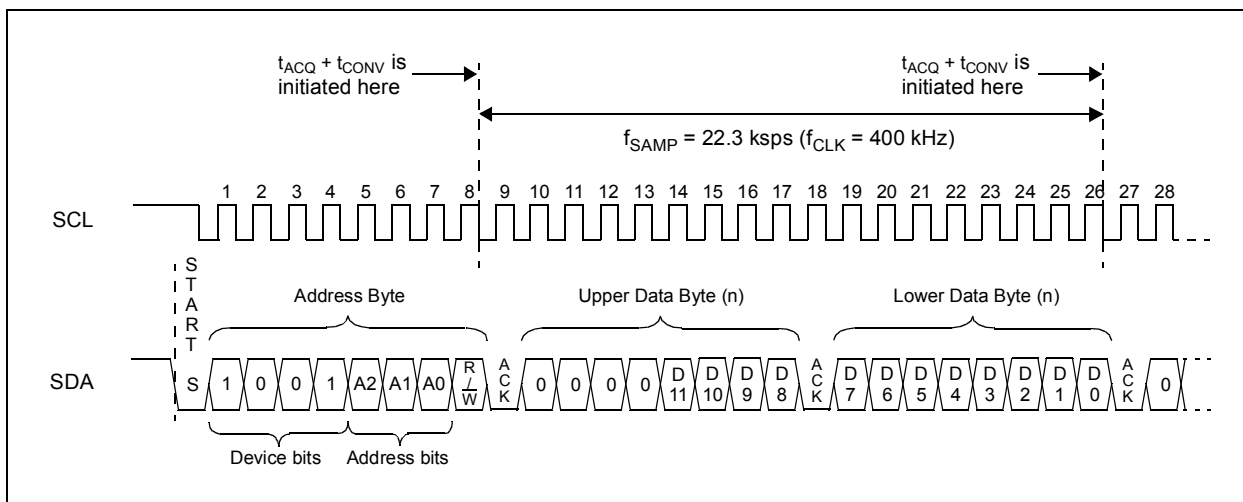 tACQ + tCONV is
initiated here
tACQ + tCONV is
initiated here
fSAMP = 22.3 ksps (fCLK = 400 kHz)
1 2 3 4 5 6 7 8 9 10 11 12 13 14 15 16 17 18 19 20 21 22 23 24 25 26 27 28
SCL
START
Address Byte
Upper Data Byte (n)
Lower Data Byte (n)
SDA
S 1 0 0 1 A2 A1 A0 R/W̅ ACK 0 0 0 0 D11 D10 D9 D8 ACK D7 D6 D5 D4 D3 D2 D1 D0 ACK 0
Device bits
Address bits